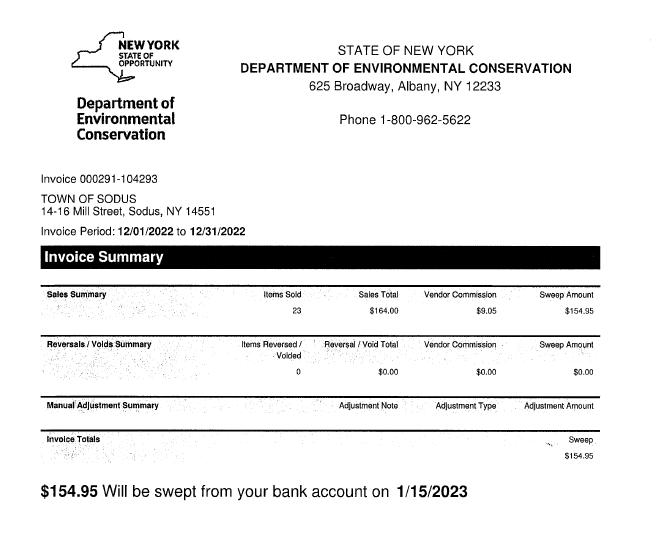 NEW YORK
STATE OF
OPPORTUNITY
Department of
Environmental
Conservation
STATE OF NEW YORK
DEPARTMENT OF ENVIRONMENTAL CONSERVATION
625 Broadway, Albany, NY 12233
Phone 1-800-962-5622
Invoice 000291-104293
TOWN OF SODUS
14-16 Mill Street, Sodus, NY 14551
Invoice Period: 12/01/2022 to 12/31/2022
Invoice Summary
Sales Summary Items Sold Sales Total Vendor Commission Sweep Amount
23 $164.00 $9.05 $154.95
Reversals / Voids Summary Items Reversed / Voided Reversal / Void Total Vendor Commission Sweep Amount
0 $0.00 $0.00 $0.00
Manual Adjustment Summary Adjustment Note Adjustment Type Adjustment Amount
Invoice Totals Sweep
$154.95
$154.95 Will be swept from your bank account on 1/15/2023